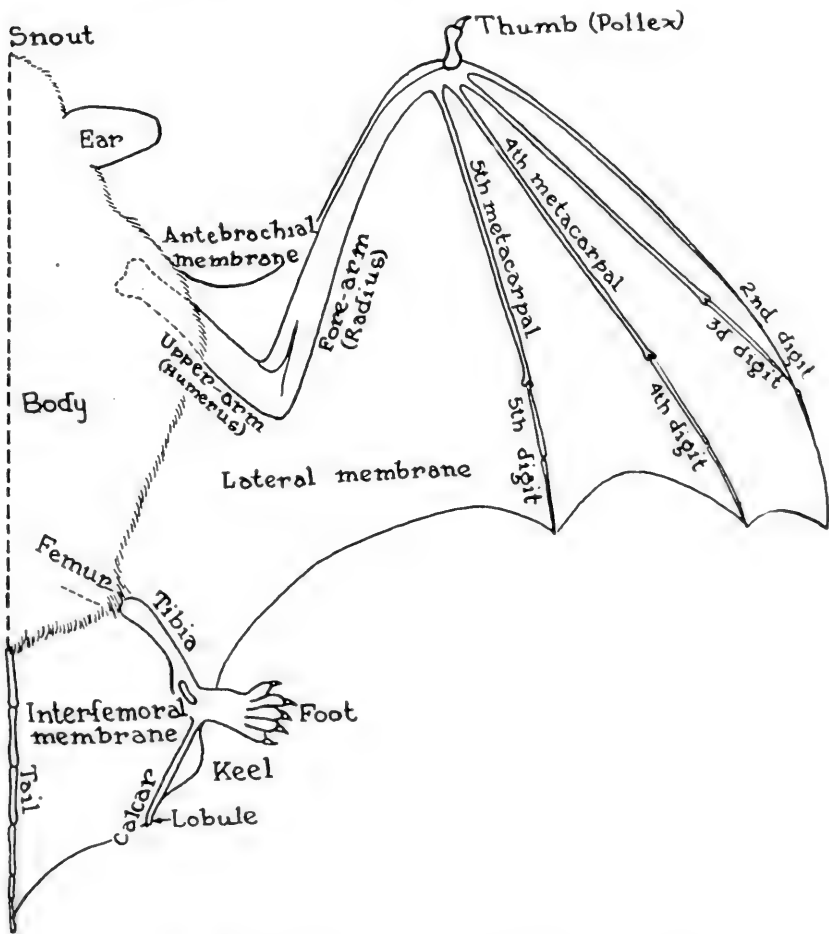 Snout
Thumb (Pollex)
Ear
Antebrachial
membrane
Fore-arm
(Radius)
5th metacarpal
4th metacarpal
2nd digit
3d digit
Upper-arm
(Humerus)
Body
5th digit
4th digit
Lateral membrane
Femur
Tibia
Interfemoral
membrane
Foot
Keel
Tail
Calcar
Lobule